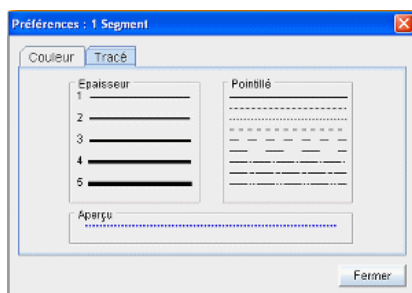 Préférences : 1 Segment
Couleur
Tracé
Epaisseur
Pointillé
1
2
3
4
5
Aperçu
Fermer